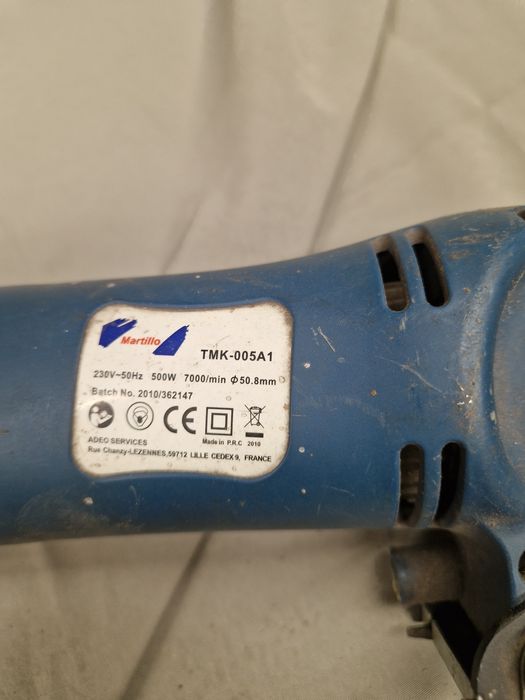 Martillo
TMK-005A1
230V~50Hz 500W 7000/min Φ50.8mm
Batch No. 2010/362147
CE
Made in P.R.C 2010
ADEO SERVICES
Rue Chanzy-LEZENNES,59712 LILLE CEDEX 9, FRANCE